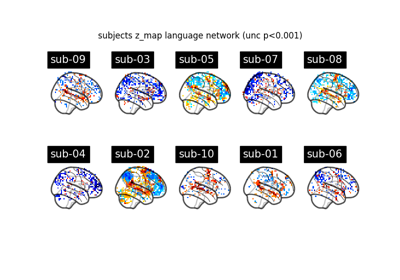 subjects z_map language network (unc p<0.001)
sub-09 sub-03 sub-05 sub-07 sub-08
sub-04 sub-02 sub-10 sub-01 sub-06